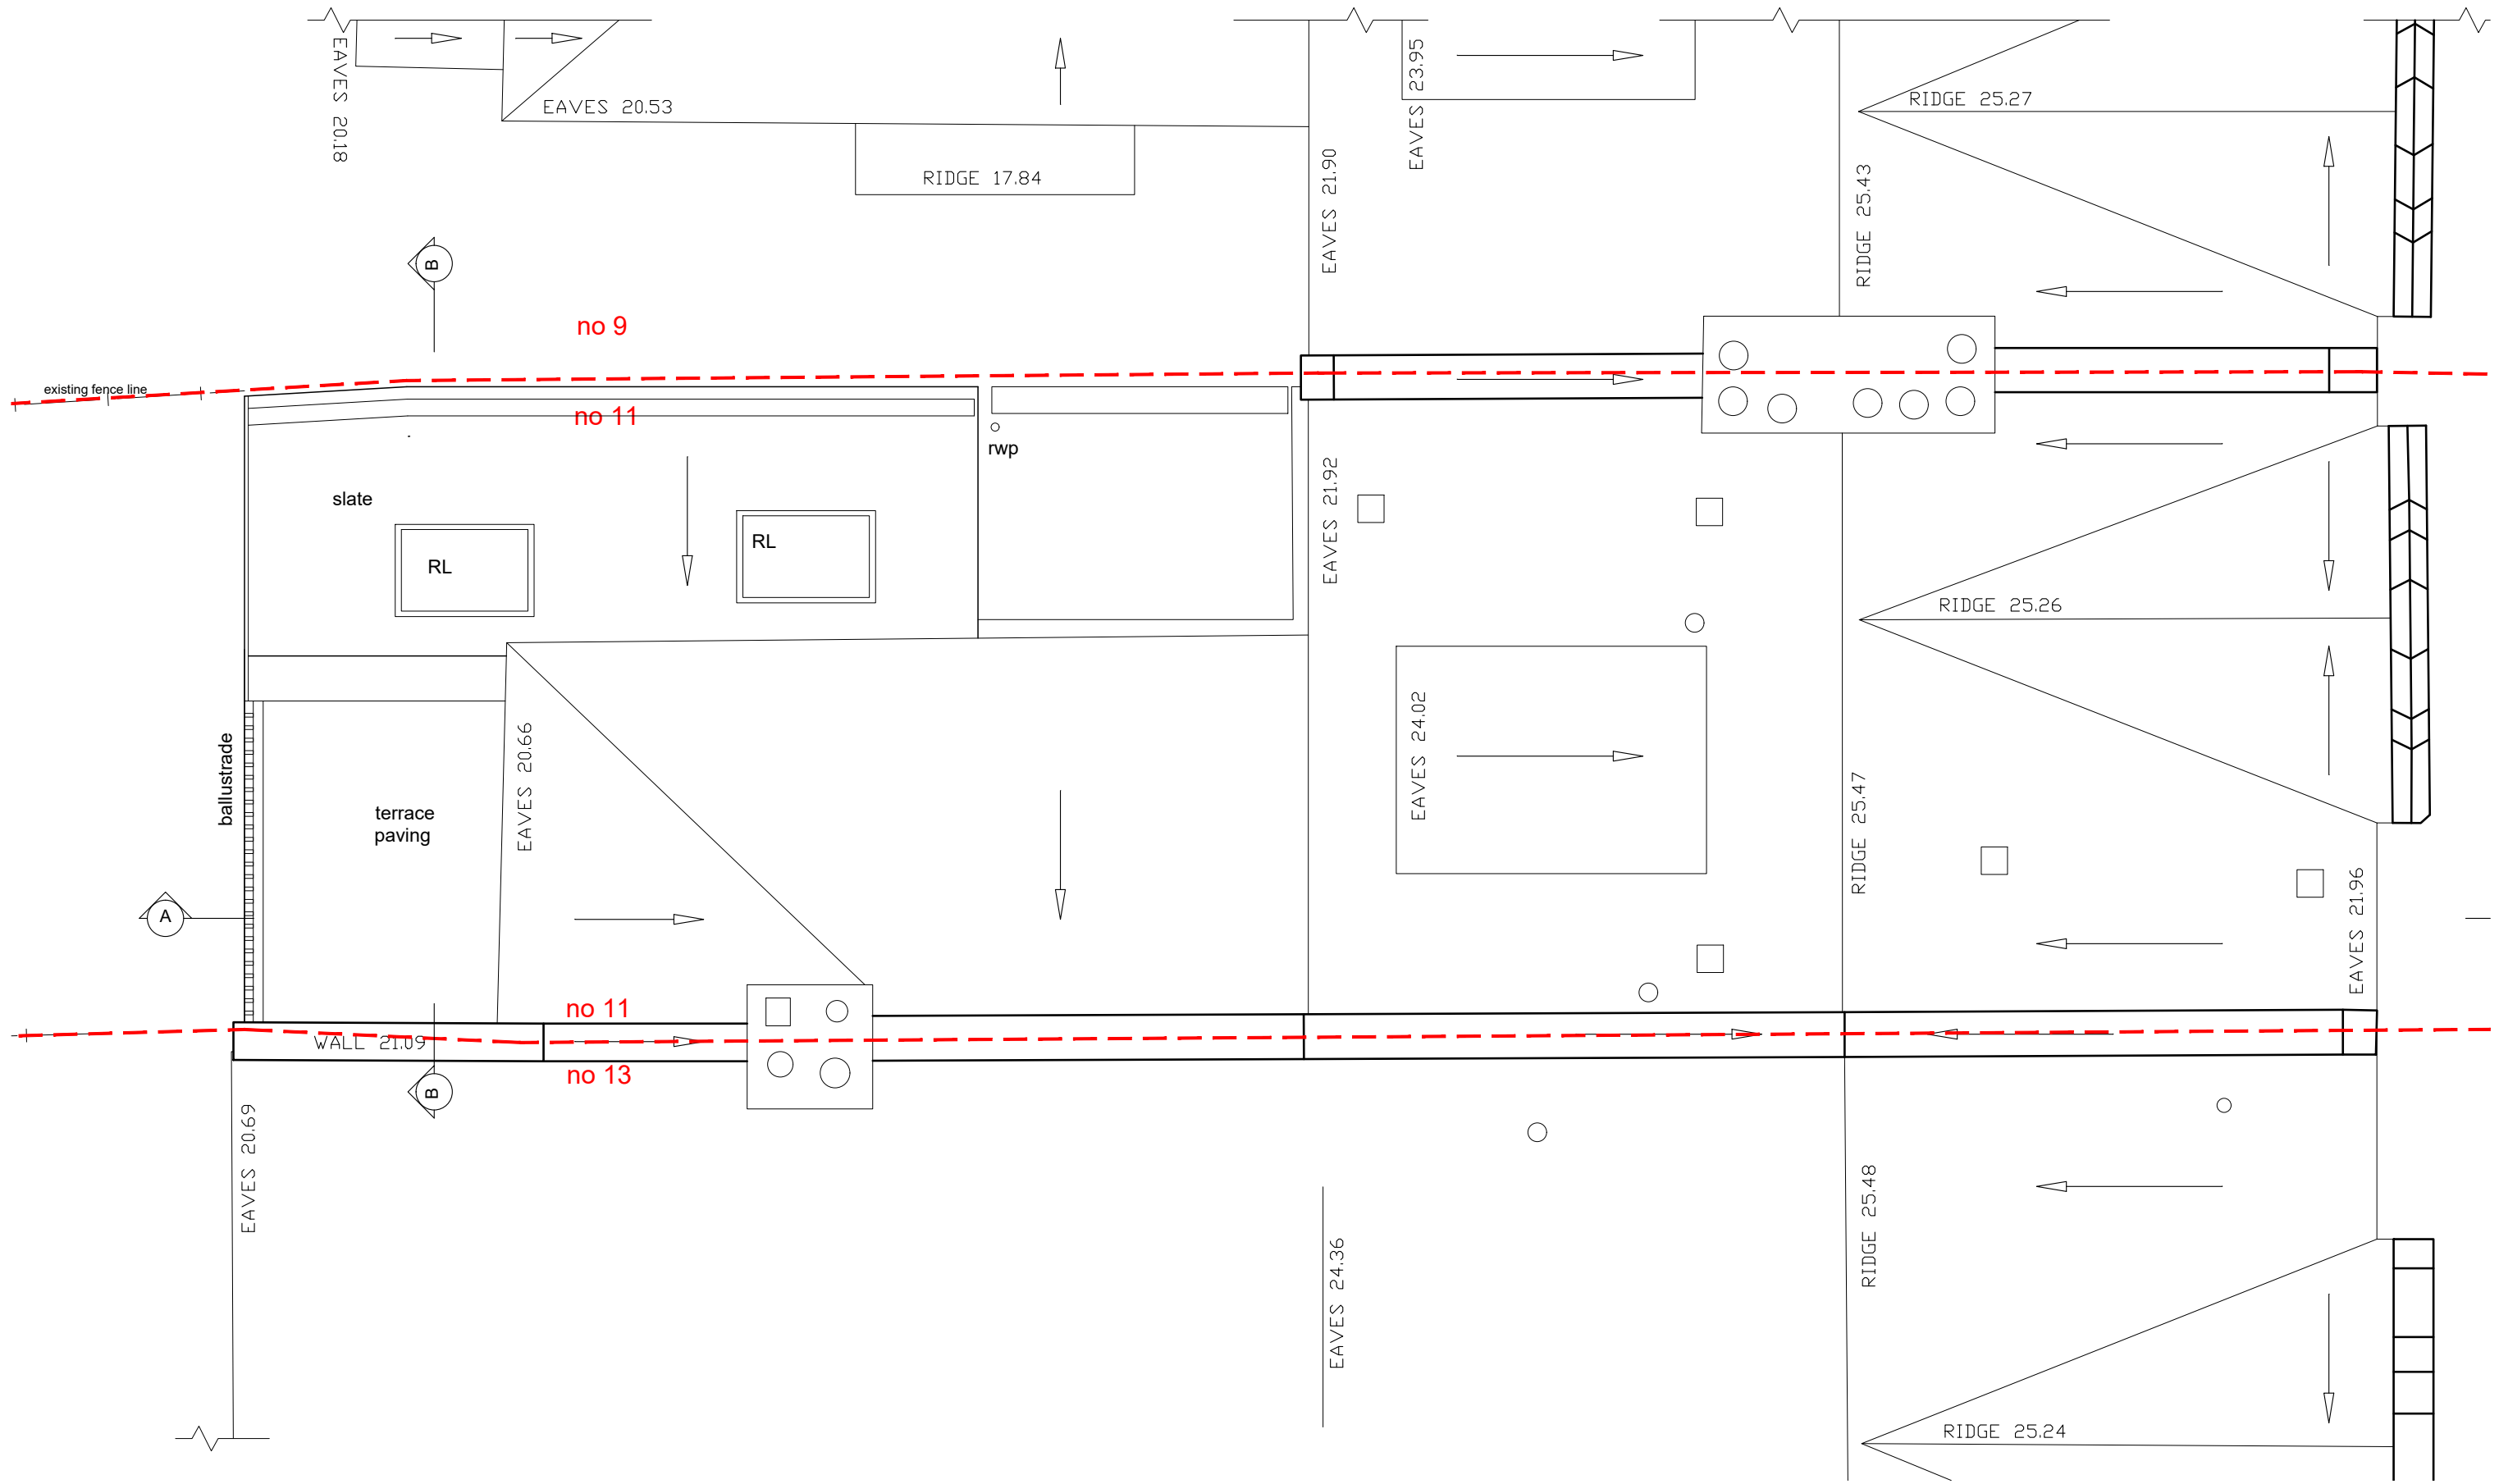 EAVES 20.18
EAVES 20.53
RIDGE 17.84
EAVES 21.90
EAVES 23.95
RIDGE 25.43
RIDGE 25.27
B
no 9
existing fence line
no 11
rwp
slate
RL
RL
EAVES 21.92
RIDGE 25.26
EAVES 20.66
EAVES 24.02
RIDGE 25.47
ballustrade
terrace
paving
A
EAVES 21.96
no 11
WALL 21.09
no 13
B
EAVES 20.69
RIDGE 25.48
EAVES 24.36
RIDGE 25.24